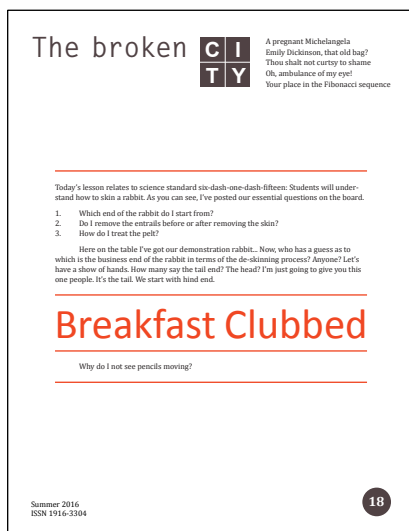 The broken CITY
A pregnant Michelangela
Emily Dickinson, that old bag?
Thou shalt not curtsy to shame
Oh, ambulance of my eye!
Your place in the Fibonacci sequence
Today's lesson relates to science standard six-dash-one-dash-fifteen: Students will under-
stand how to skin a rabbit. As you can see, I've posted our essential questions on the board.
1. Which end of the rabbit do I start from?
2. Do I remove the entrails before or after removing the skin?
3. How do I treat the pelt?
Here on the table I've got our demonstration rabbit... Now, who has a guess as to
which is the business end of the rabbit in terms of the de-skinning process? Anyone? Let's
have a show of hands. How many say the tail end? The head? I'm just going to give you this
one people. It's the tail. We start with hind end.
Breakfast Clubbed
Why do I not see pencils moving?
Summer 2016
ISSN 1916-3304
18